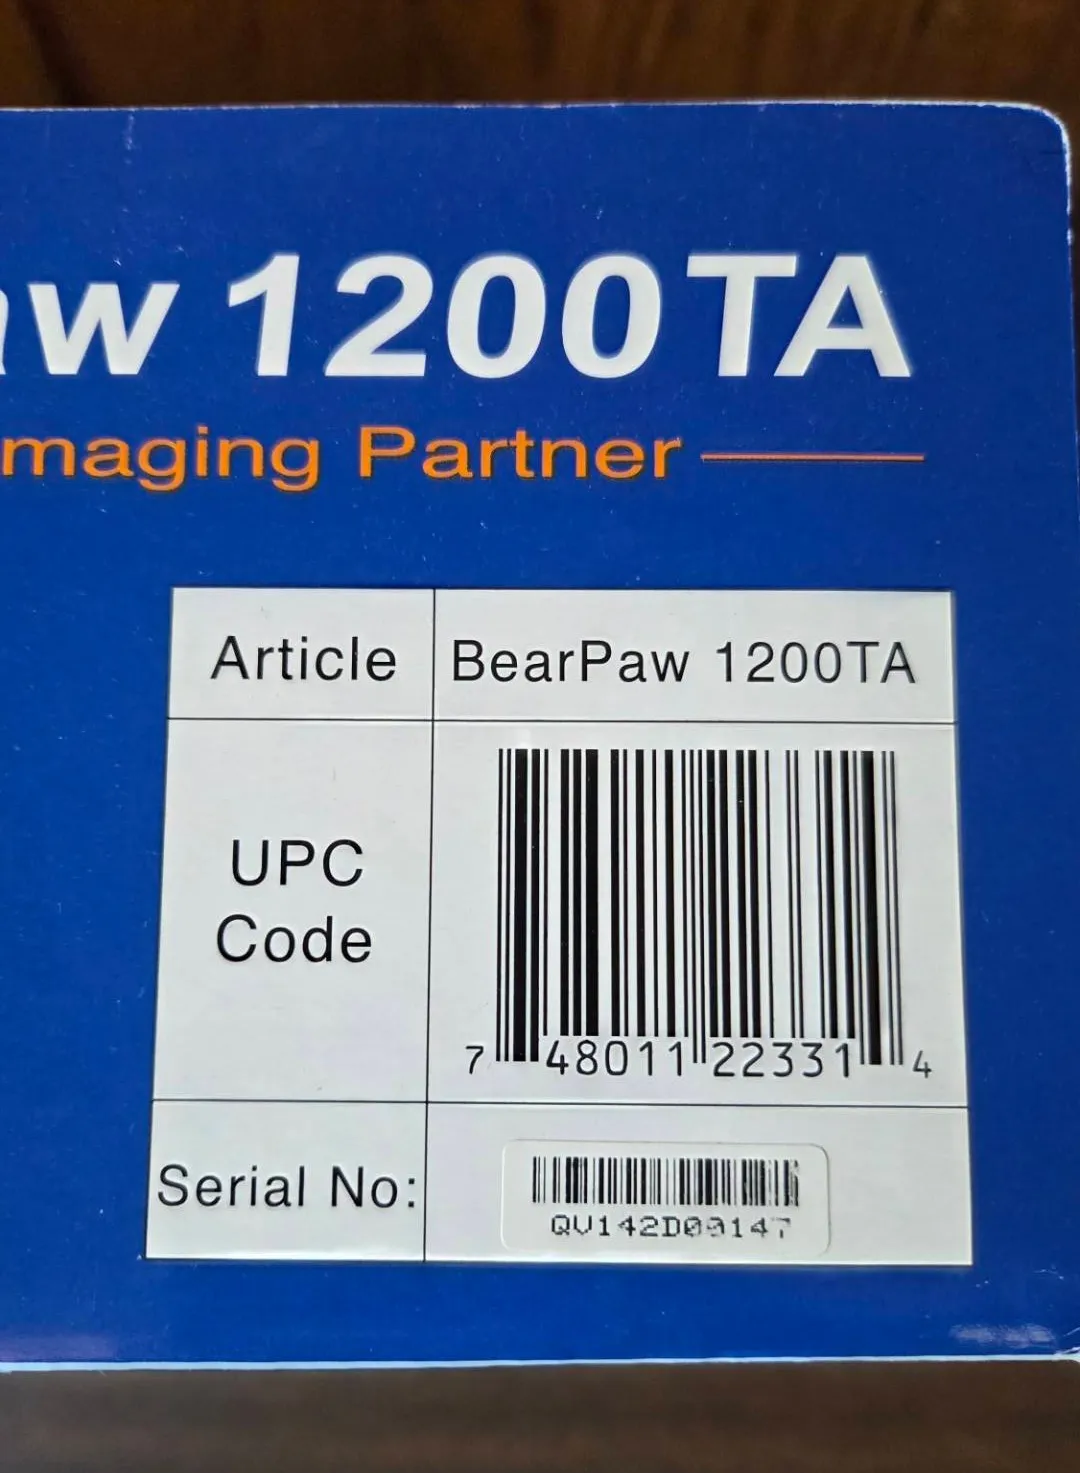 aw 1200TA
maging Partner
Article BearPaw 1200TA
UPC
Code
7 48011 22331 4
Serial No: